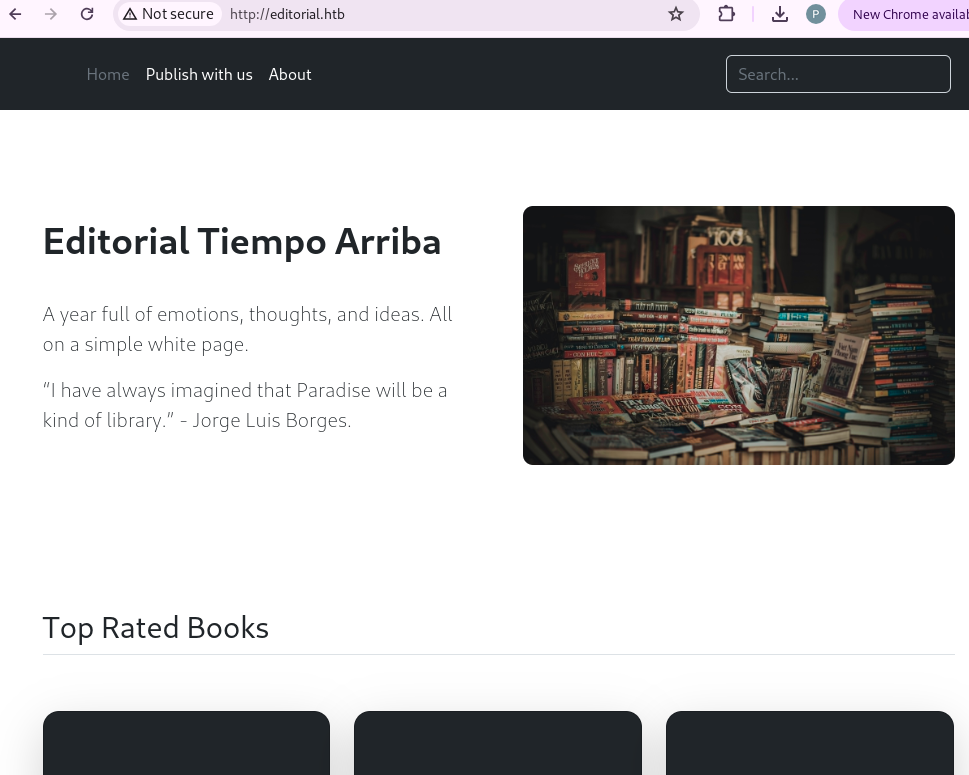 Not secure http://editorial.htb
New Chrome availab
P
Home Publish with us About
Search...
Editorial Tiempo Arriba
A year full of emotions, thoughts, and ideas. All
on a simple white page.
“I have always imagined that Paradise will be a
kind of library.” - Jorge Luis Borges.
Top Rated Books